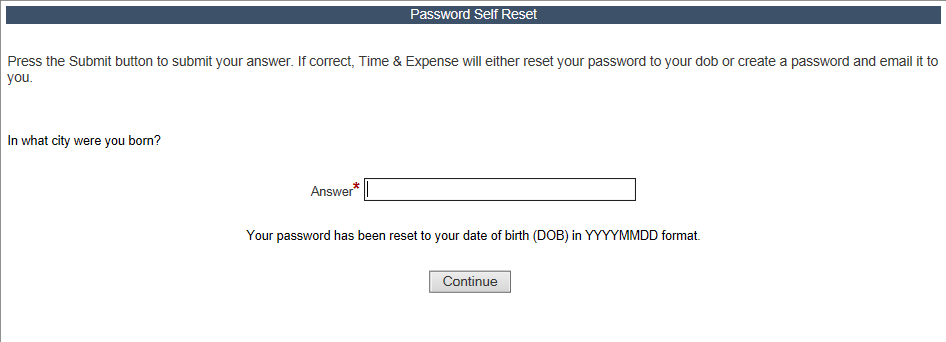 Password Self Reset
Press the Submit button to submit your answer. If correct, Time & Expense will either reset your password to your dob or create a password and email it to
you.
In what city were you born?
Answer*
Your password has been reset to your date of birth (DOB) in YYYYMMDD format.
Continue